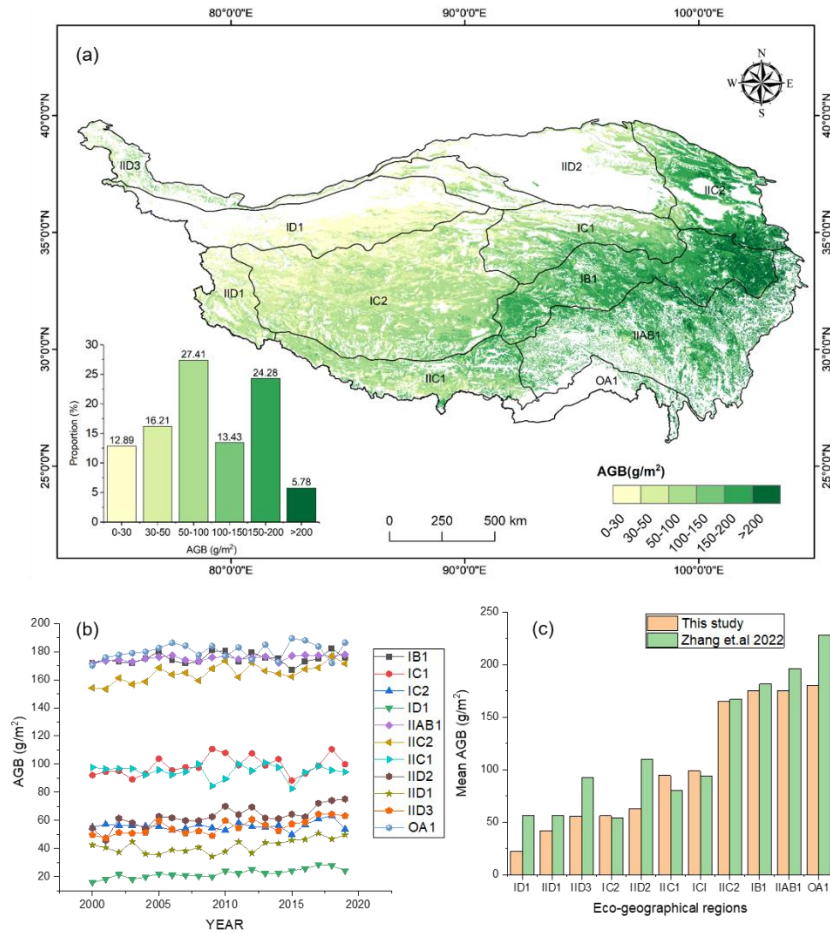 80°0'0"E 90°0'0"E 100°0'0"E
(a)
N
W E
S
40°0'0"N 40°0'0"N
35°0'0"N 35°0'0"N
30°0'0"N 30°0'0"N
25°0'0"N 25°0'0"N
IID3
IID2
IIC2
ID1
IC1
IB1
IID1
IC2
IIAB1
IIC1
OA1
30
25
20
15
10
5
0
Proportion (%)
12.89 16.21 27.41 13.43 24.28 5.78
0-30 30-50 50-100 100-150 150-200 >200
AGB (g/m²)
0 250 500 km
AGB(g/m²)
0-30 30-50 50-100 100-150 150-200 >200
80°0'0"E 90°0'0"E 100°0'0"E
(b)
200
180
160
140
120
100
80
60
40
20
AGB (g/m²)
2000 2005 2010 2015 2020
YEAR
IB1
IC1
IC2
ID1
IIAB1
IIC2
IIC1
IID2
IID1
IID3
OA1
(c)
This study
Zhang et.al 2022
250
200
150
100
50
0
Mean AGB (g/m²)
ID1 IID1 IID3 IC2 IID2 IIC1 ICI IIC2 IB1 IIAB1 OA1
Eco-geographical regions